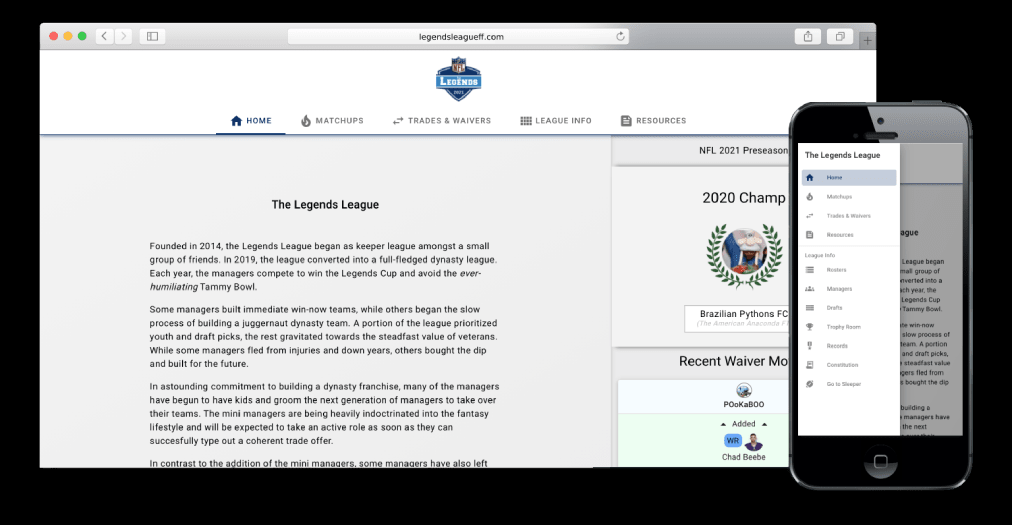 legendsleagueff.com
LEGENDS
2021
HOME
MATCHUPS
TRADES & WAIVERS
LEAGUE INFO
RESOURCES
The Legends League
Founded in 2014, the Legends League began as keeper league amongst a small
group of friends. In 2019, the league converted into a full-fledged dynasty league.
Each year, the managers compete to win the Legends Cup and avoid the ever-
humiliating Tammy Bowl.
Some managers built immediate win-now teams, while others began the slow
process of building a juggernaut dynasty team. A portion of the league prioritized
youth and draft picks, the rest gravitated towards the steadfast value of veterans.
While some managers fled from injuries and down years, others bought the dip
and built for the future.
In astounding commitment to building a dynasty franchise, many of the managers
have begun to have kids and groom the next generation of managers to take over
their teams. The mini managers are being heavily indoctrinated into the fantasy
lifestyle and will be expected to take an active role as soon as they can
succesfully type out a coherent trade offer.
In contrast to the addition of the mini managers, some managers have also left
NFL 2021 Preseason
2020 Champ
Brazilian Pythons FC
(The American Anaconda F
Recent Waiver Mo
POoKaBOO
Added
WR
Chad Beebe
The Legends League
Home
Matchups
Trades & Waivers
Resources
League Info
Rosters
Managers
Drafts
Trophy Room
Records
Constitution
Go to Sleeper
ague
League began
mall group of
nverted into a
ach year, the
Legends Cup
Tammy Bowl.
te win-now
slow process of
team. A portion
and draft picks,
steadfast value
gers fled from
s bought the dip
building a
managers have
the next